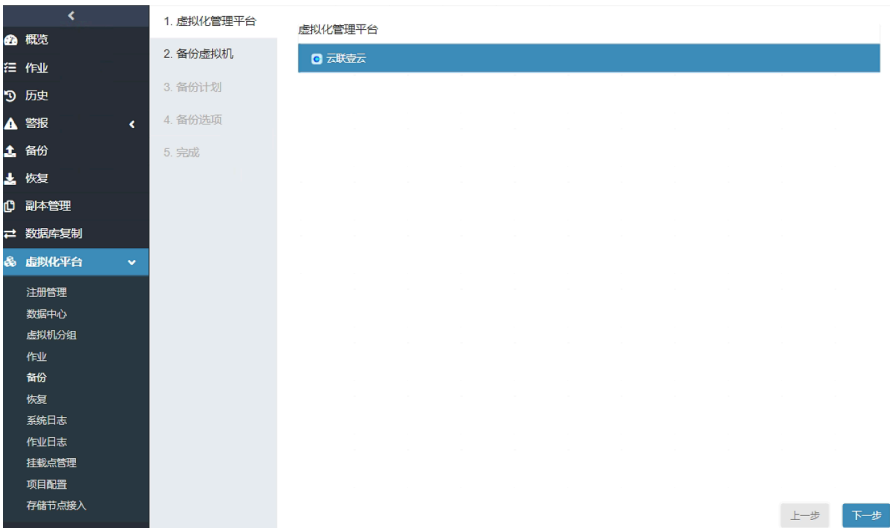 概览
作业
历史
警报
备份
恢复
副本管理
数据库复制
虚拟化平台
注册管理
数据中心
虚拟机分组
作业
备份
恢复
系统日志
作业日志
挂载点管理
项目配置
存储节点接入
1. 虚拟化管理平台
2. 备份虚拟机
3. 备份计划
4. 备份选项
5. 完成
虚拟化管理平台
云联壹云
上一步
下一步